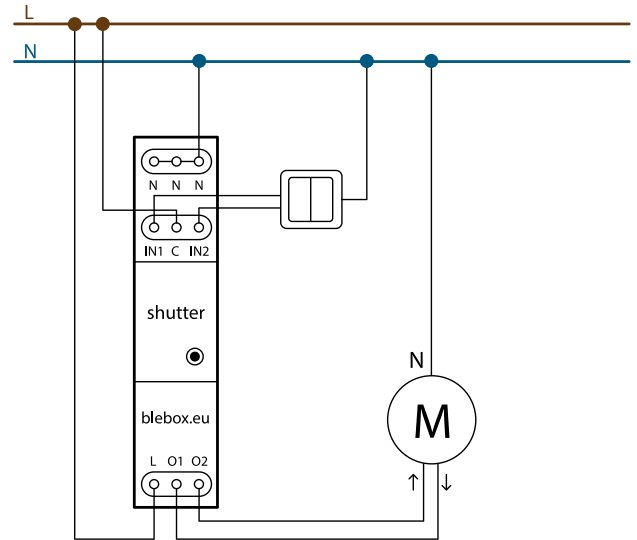 L
N
N N N
IN1 C IN2
shutter
N
M
blebox.eu
L O1 O2
↑ ↓